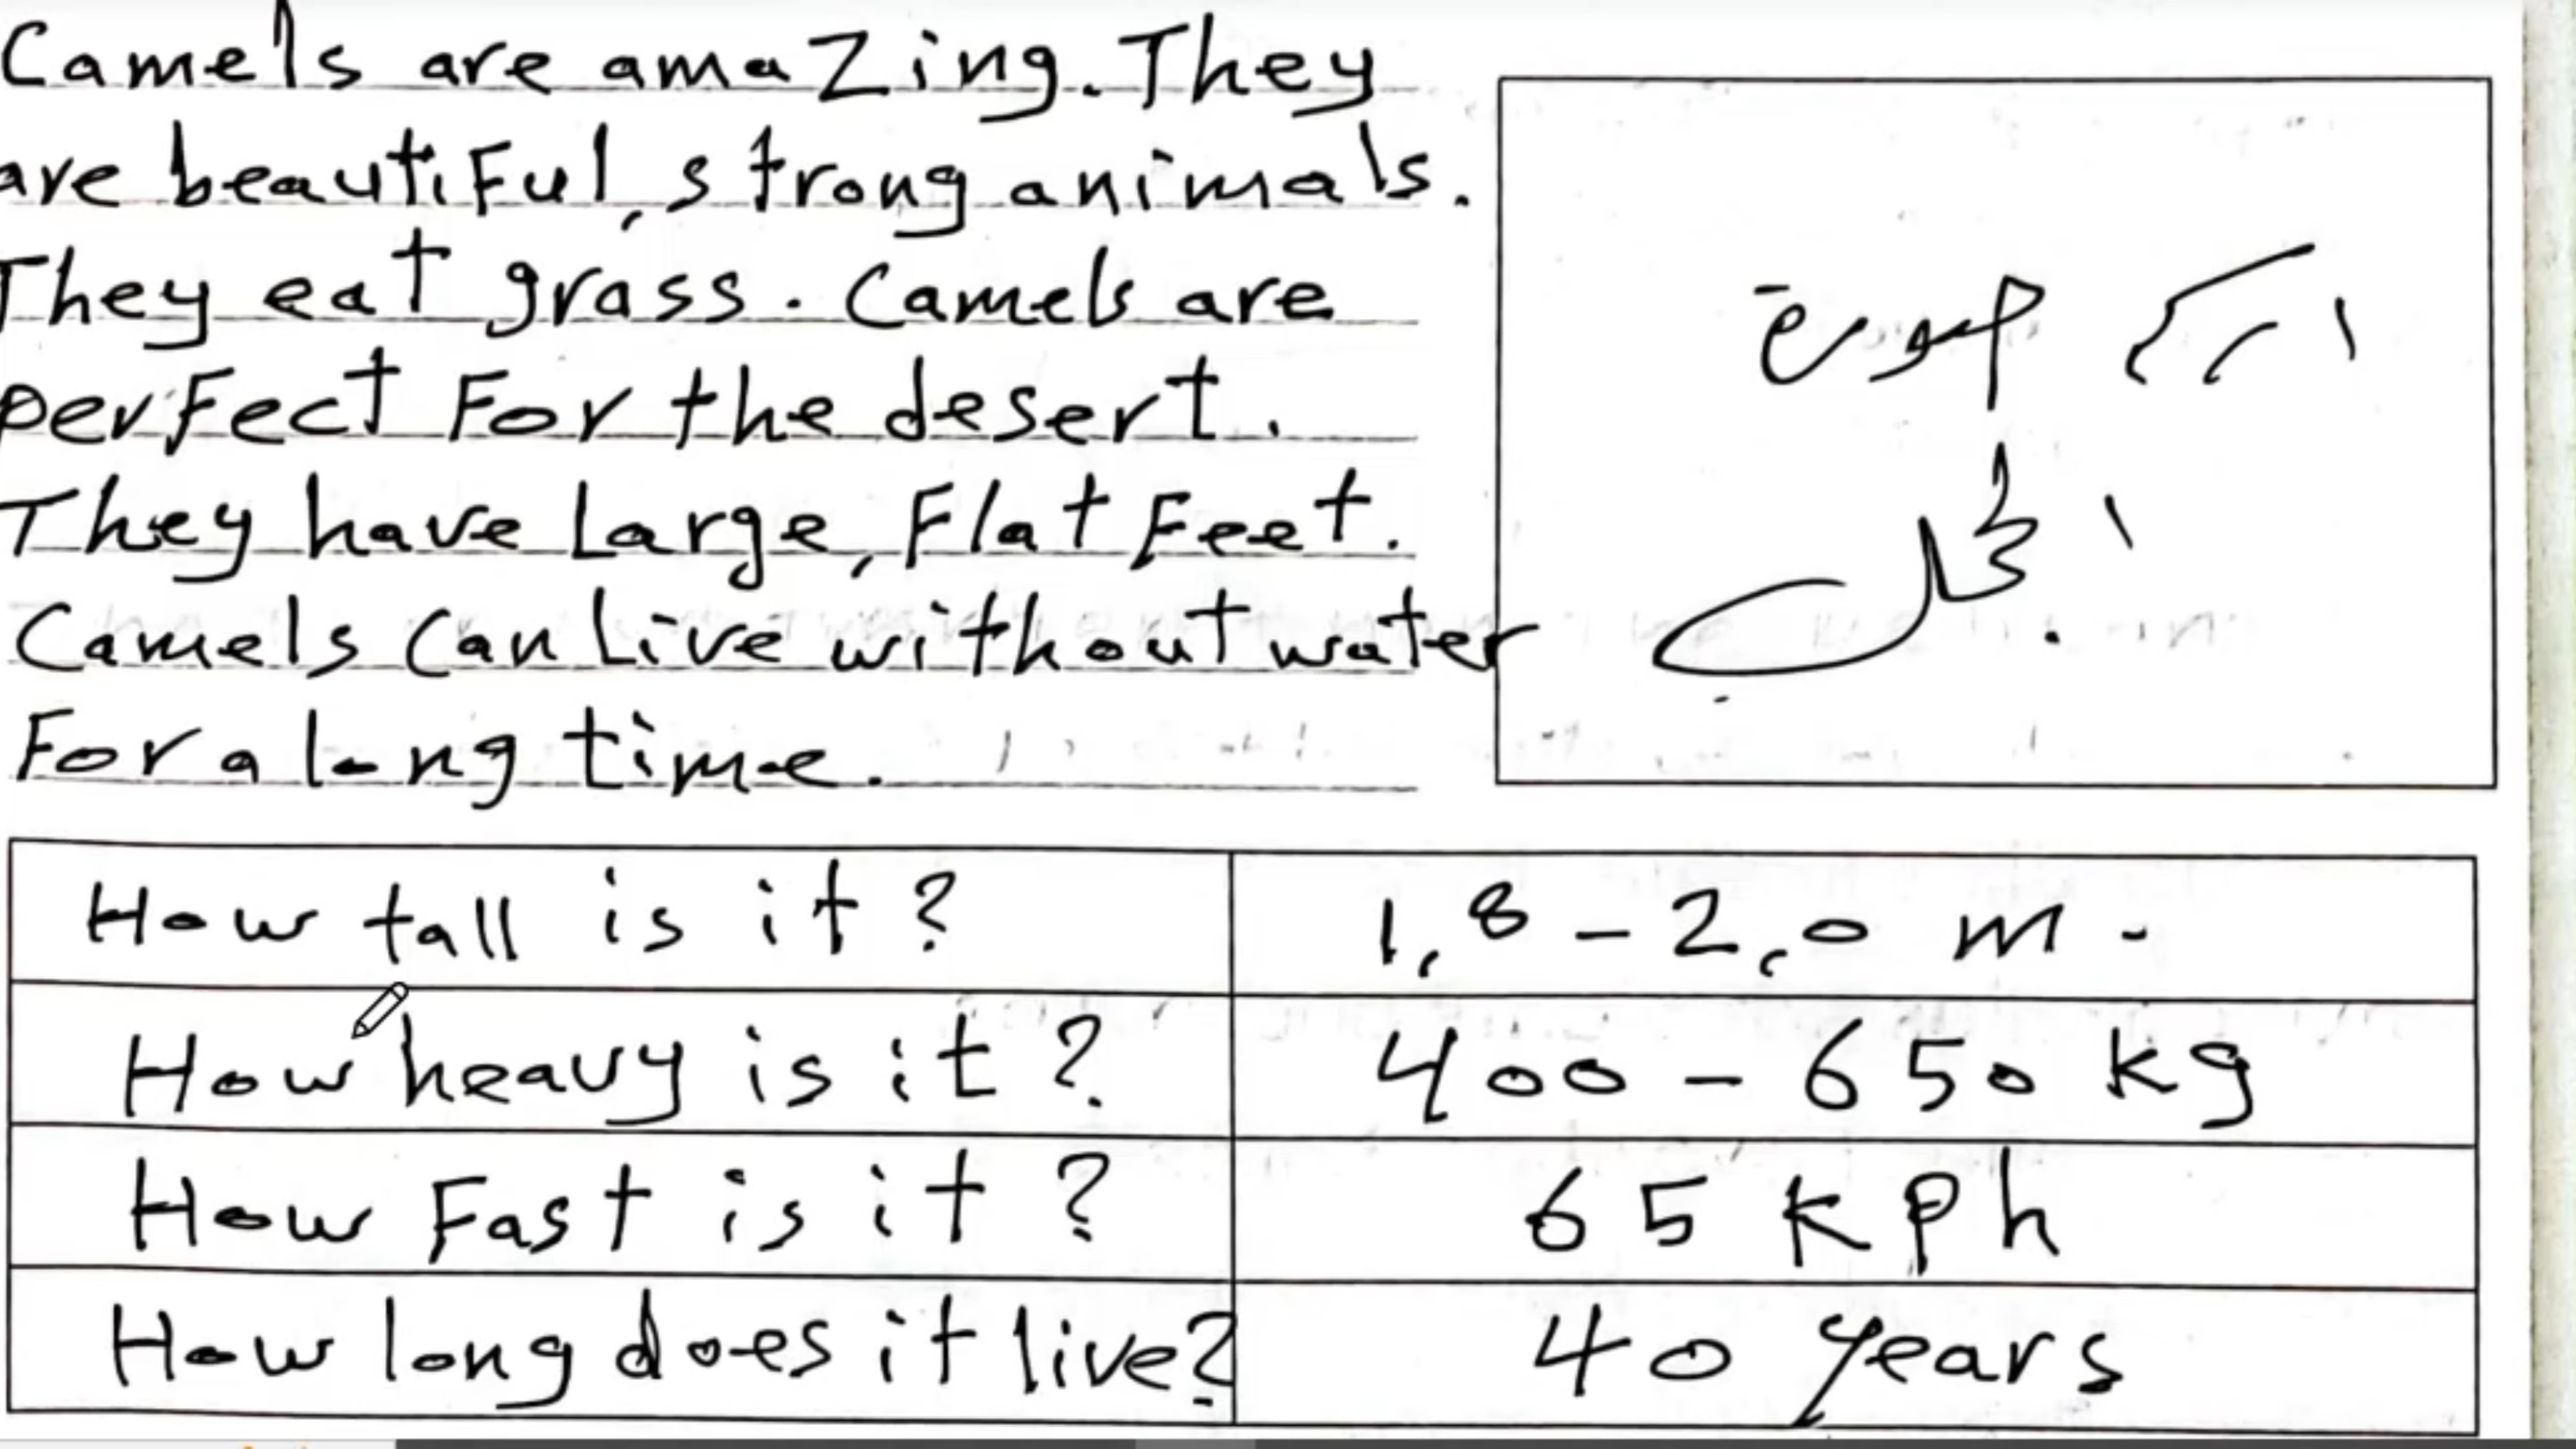 Camels are amazing. They
are beautiful, strong animals.
They eat grass. Camels are
perfect for the desert.
They have Large, Flat Feet.
Camels Can Live without water
For a long time.
How tall is it? 1,8 - 2,0 m.
How heavy is it? 400 - 650 kg
How Fast is it? 65 kph
How long does it live? 40 years